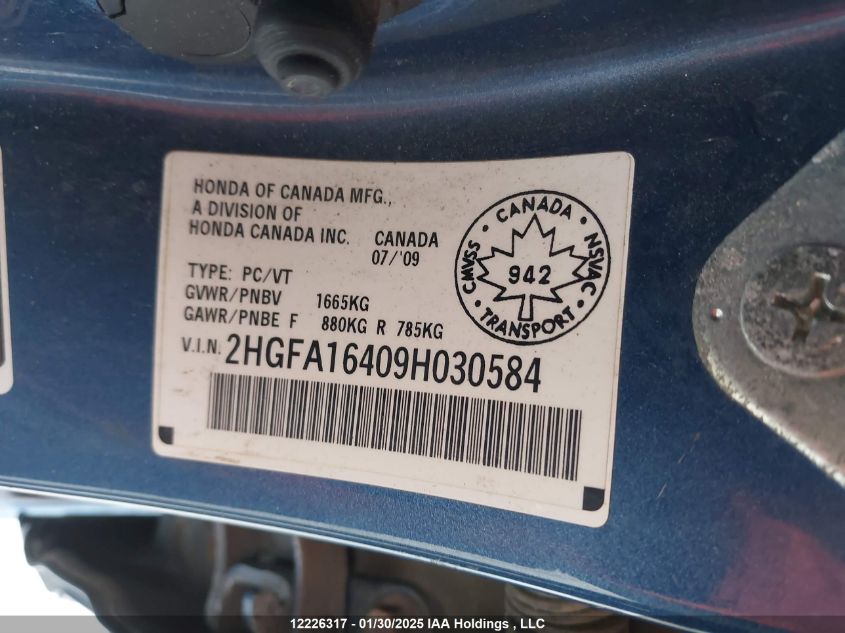 HONDA OF CANADA MFG.,
A DIVISION OF
HONDA CANADA INC. CANADA
07/'09
TYPE: PC/VT
GVWR/PNBV 1665KG
GAWR/PNBE F 880KG R 785KG
V.I.N. 2HGFA16409H030584
CANADA
CMVSS 942 NSVAC
TRANSPORT
12226317 - 01/30/2025 IAA Holdings , LLC